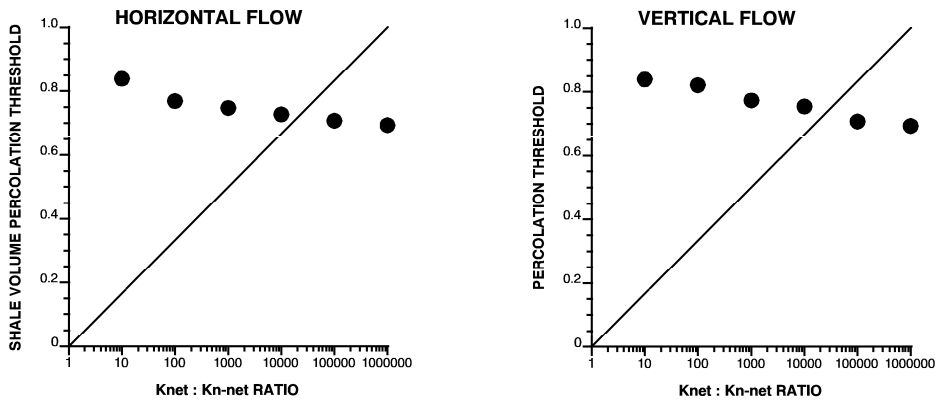 HORIZONTAL FLOW
SHALE VOLUME PERCOLATION THRESHOLD
1.0
0.8
0.6
0.4
0.2
0
1 10 100 1000 10000 100000 1000000
Knet : Kn-net RATIO
VERTICAL FLOW
PERCOLATION THRESHOLD
1.0
0.8
0.6
0.4
0.2
0
1 10 100 1000 10000 100000 1000000
Knet : Kn-net RATIO